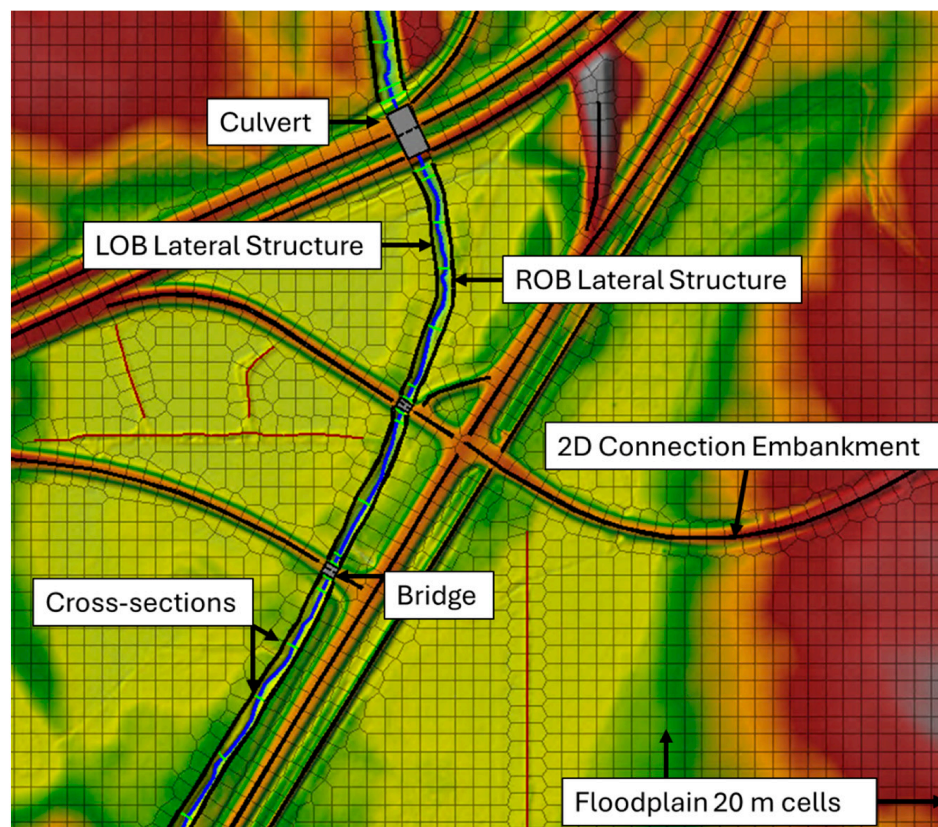 Culvert
LOB Lateral Structure
ROB Lateral Structure
2D Connection Embankment
Cross-sections
Bridge
Floodplain 20 m cells